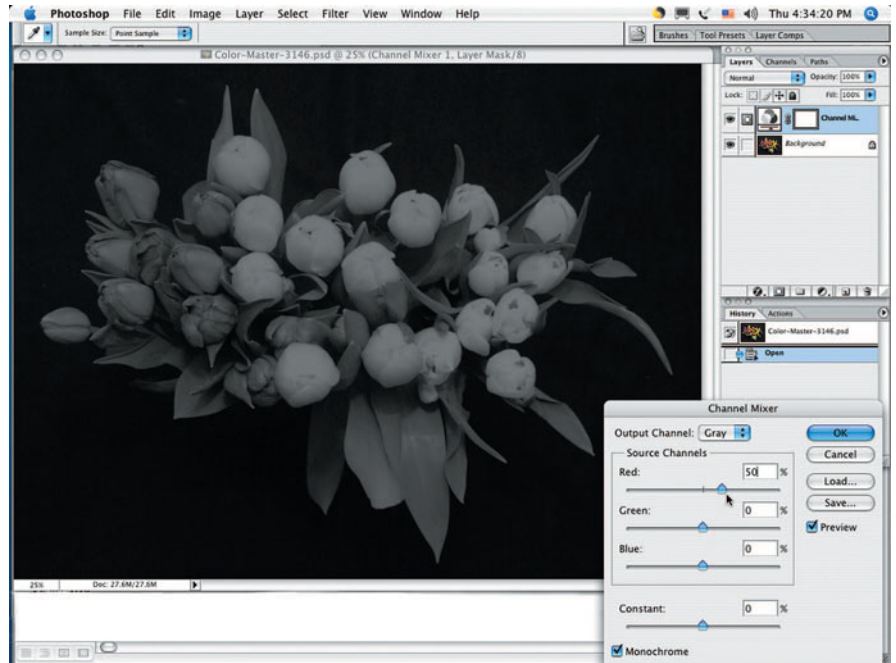 Photoshop File Edit Image Layer Select Filter View Window Help Thu 4:34:20 PM
Sample Size: Point Sample
Brushes Tool Presets Layer Comps
Color-Master-3146.psd @ 25% (Channel Mixer 1, Layer Mask/8)
Layers Channels Paths
Normal Opacity: 100%
Lock: Fill: 100%
Channel Mi...
Background
History Actions
Color-Master-3146.psd
Open
Channel Mixer
Output Channel: Gray OK
Source Channels Cancel
Red: 50 %
Load...
Green: 0 % Save...
Preview
Blue: 0 %
25% Doc: 27.6M/27.6M
Constant: 0 %
Monochrome